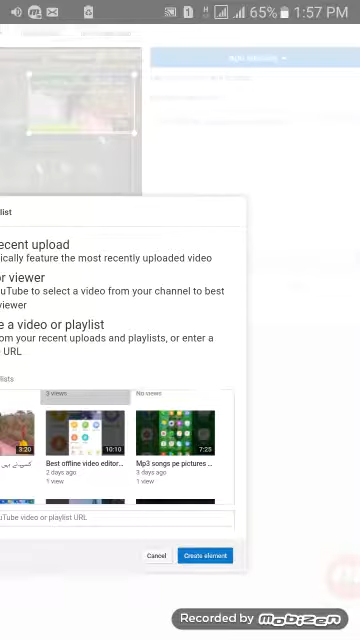 65% 1:57 PM
list
ecent upload
ically feature the most recently uploaded video
or viewer
uTube to select a video from your channel to best
viewer
e a video or playlist
om your recent uploads and playlists, or enter a
URL
lists
3 views
No views
3:20
10:10
7:25
Best offline video editor...
Mp3 songs pe pictures ...
2 days ago
3 days ago
1 view
1 view
uTube video or playlist URL
Cancel
Create element
Recorded by mobizen